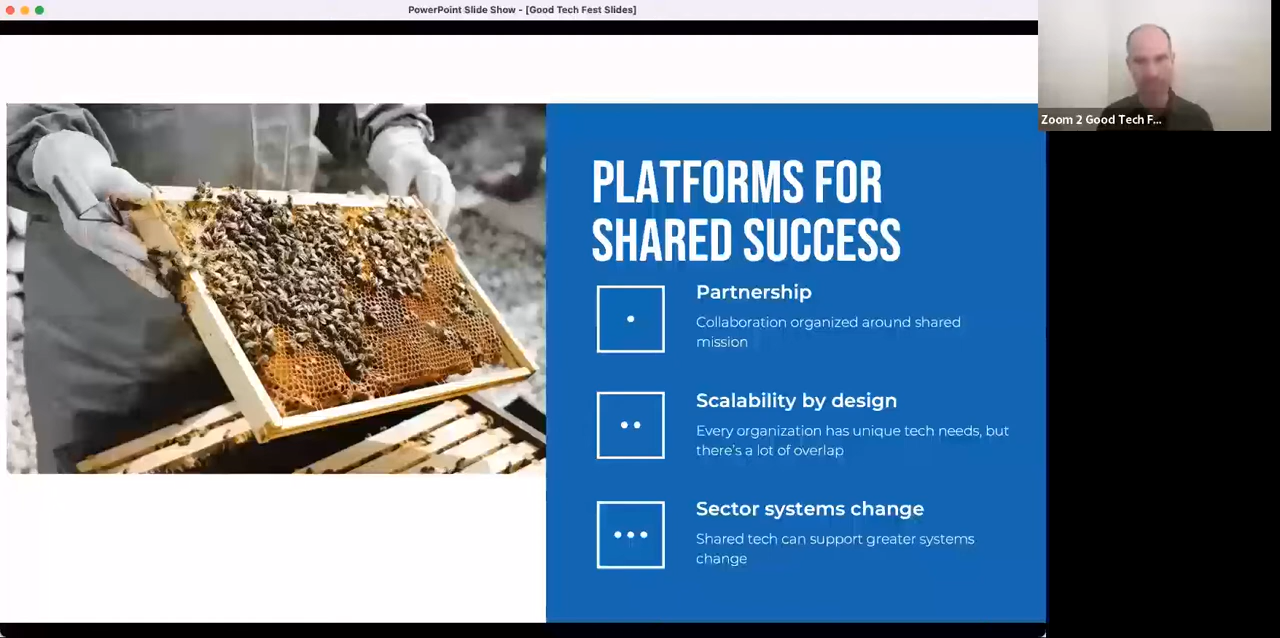 PowerPoint Slide Show - [Good Tech Fest Slides]
Zoom 2 Good Tech F...
PLATFORMS FOR
SHARED SUCCESS
Partnership
Collaboration organized around shared
mission
Scalability by design
Every organization has unique tech needs, but
there's a lot of overlap
Sector systems change
Shared tech can support greater systems
change